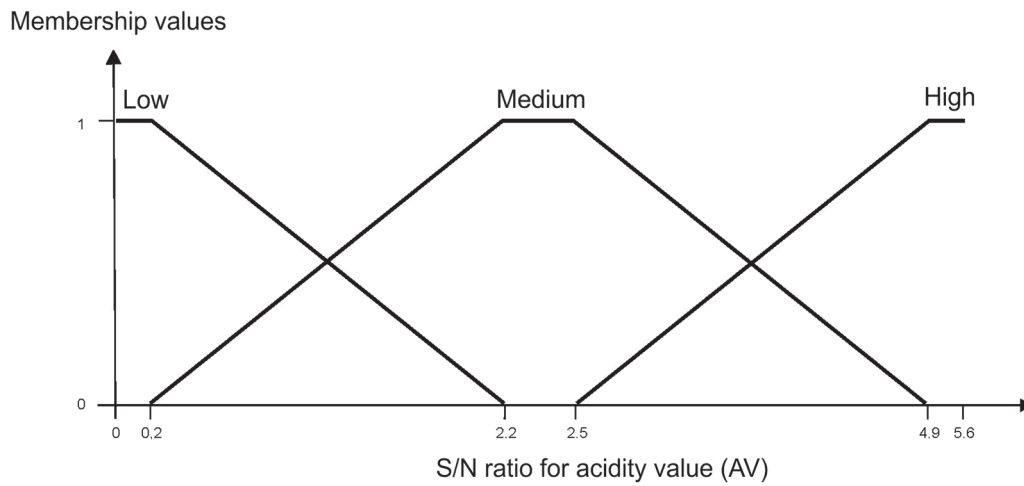 Membership values
Low Medium High
1
0
0 0,2 2.2 2.5 4.9 5.6
S/N ratio for acidity value (AV)